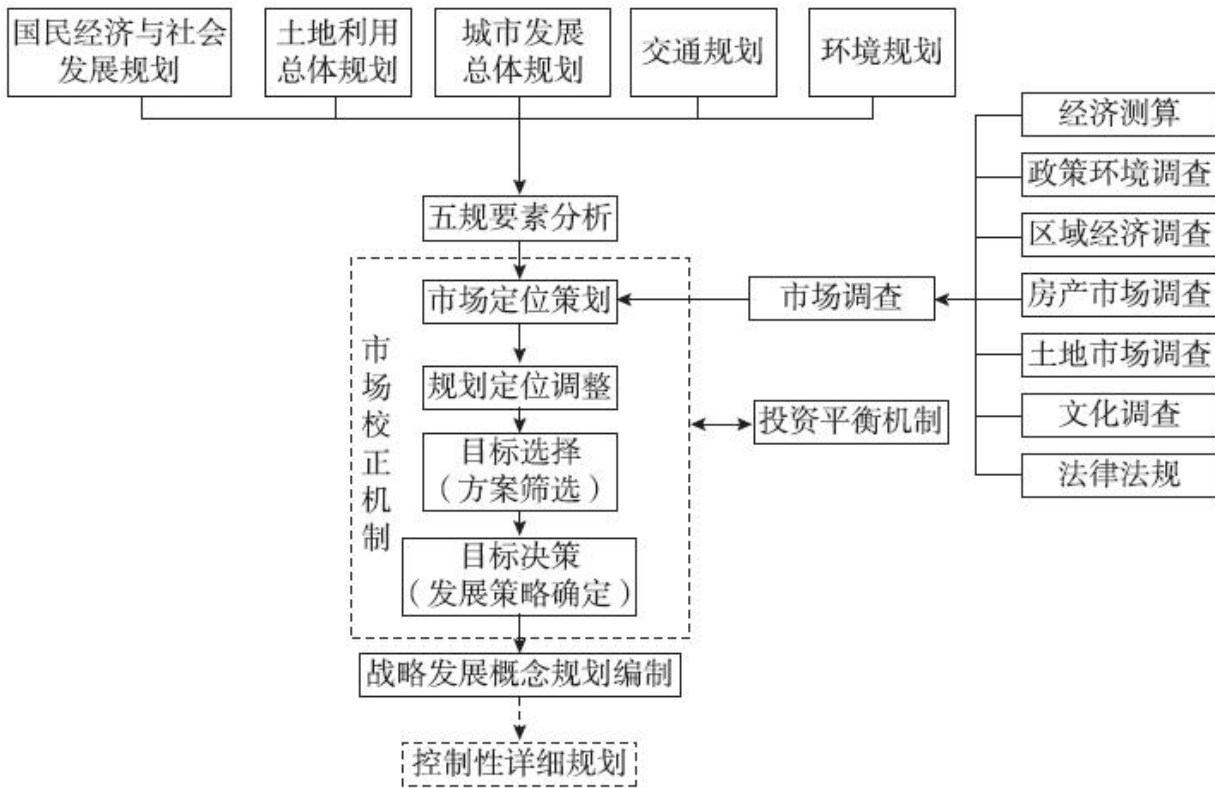 国民经济与社会
发展规划
土地利用
总体规划
城市发展
总体规划
交通规划
环境规划
五规要素分析
市场定位策划
规划定位调整
目标选择
（方案筛选）
目标决策
（发展策略确定）
市场校正机制
战略发展概念规划编制
控制性详细规划
市场调查
投资平衡机制
经济测算
政策环境调查
区域经济调查
房产市场调查
土地市场调查
文化调查
法律法规